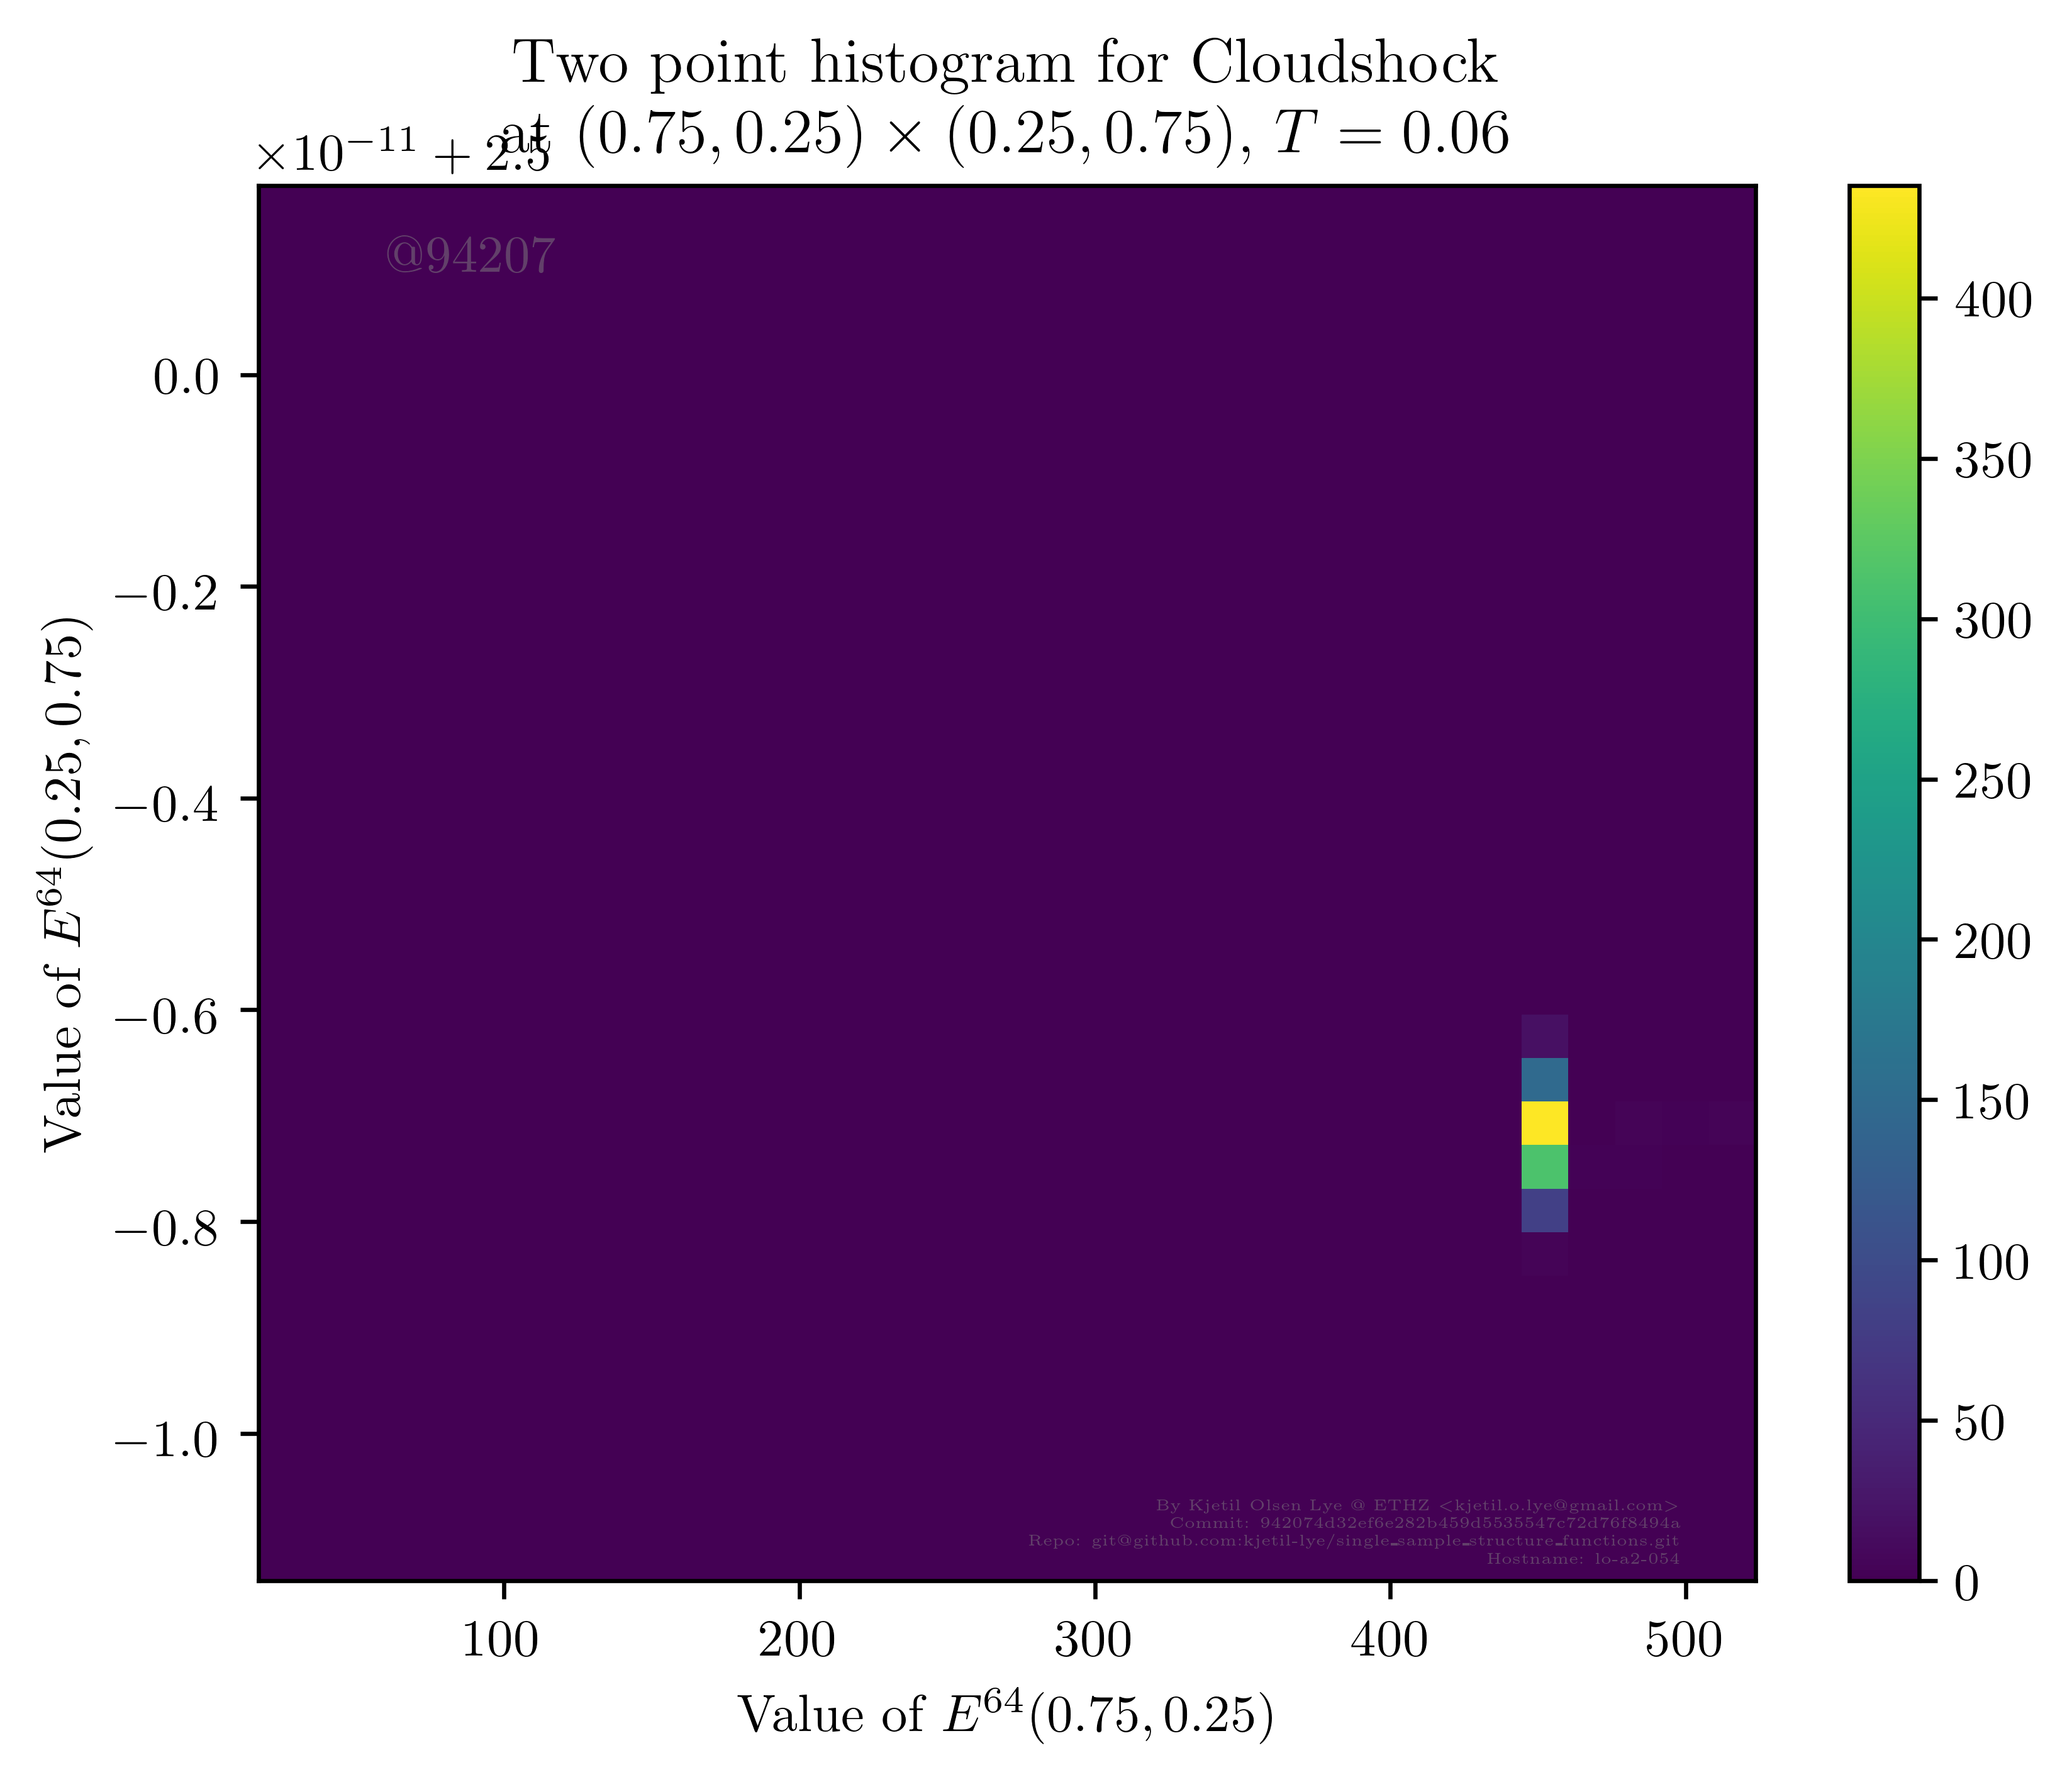 Two point histogram for Cloudshock
at (0.75, 0.25) × (0.25, 0.75), T = 0.06
×10⁻¹¹ + 2.5
@94207
0.0
−0.2
−0.4
−0.6
−0.8
−1.0
Value of E⁶⁴(0.25, 0.75)
100 200 300 400 500
Value of E⁶⁴(0.75, 0.25)
400
350
300
250
200
150
100
50
0
By Kjetil Olsen Lye @ ETHZ <kjetil.o.lye@gmail.com>
Commit: 942074d32ef6e282b459d5535547c72d76f8494a
Repo: git@github.com:kjetil-lye/single_sample_structure_functions.git
Hostname: lo-a2-054